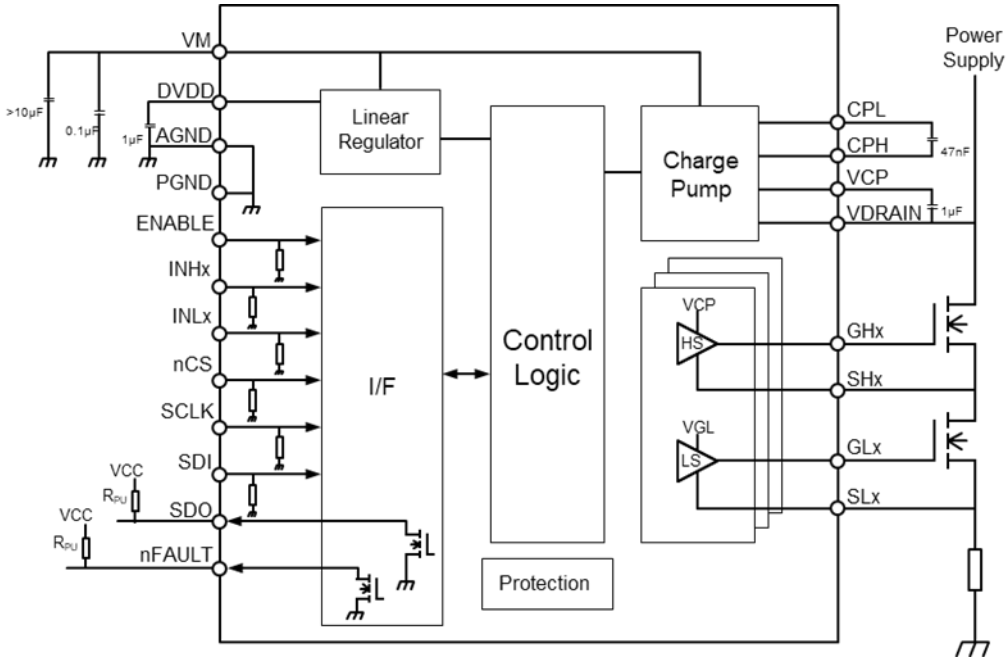 VM
DVDD
>10µF
0.1µF
1µF
AGND
PGND
ENABLE
INHx
INLx
nCS
SCLK
SDI
VCC
RPU
SDO
VCC
RPU
nFAULT
Linear
Regulator
I/F
Control
Logic
Charge
Pump
VCP
HS
VGL
LS
Protection
Power
Supply
CPL
CPH
47nF
VCP
1µF
VDRAIN
GHx
SHx
GLx
SLx